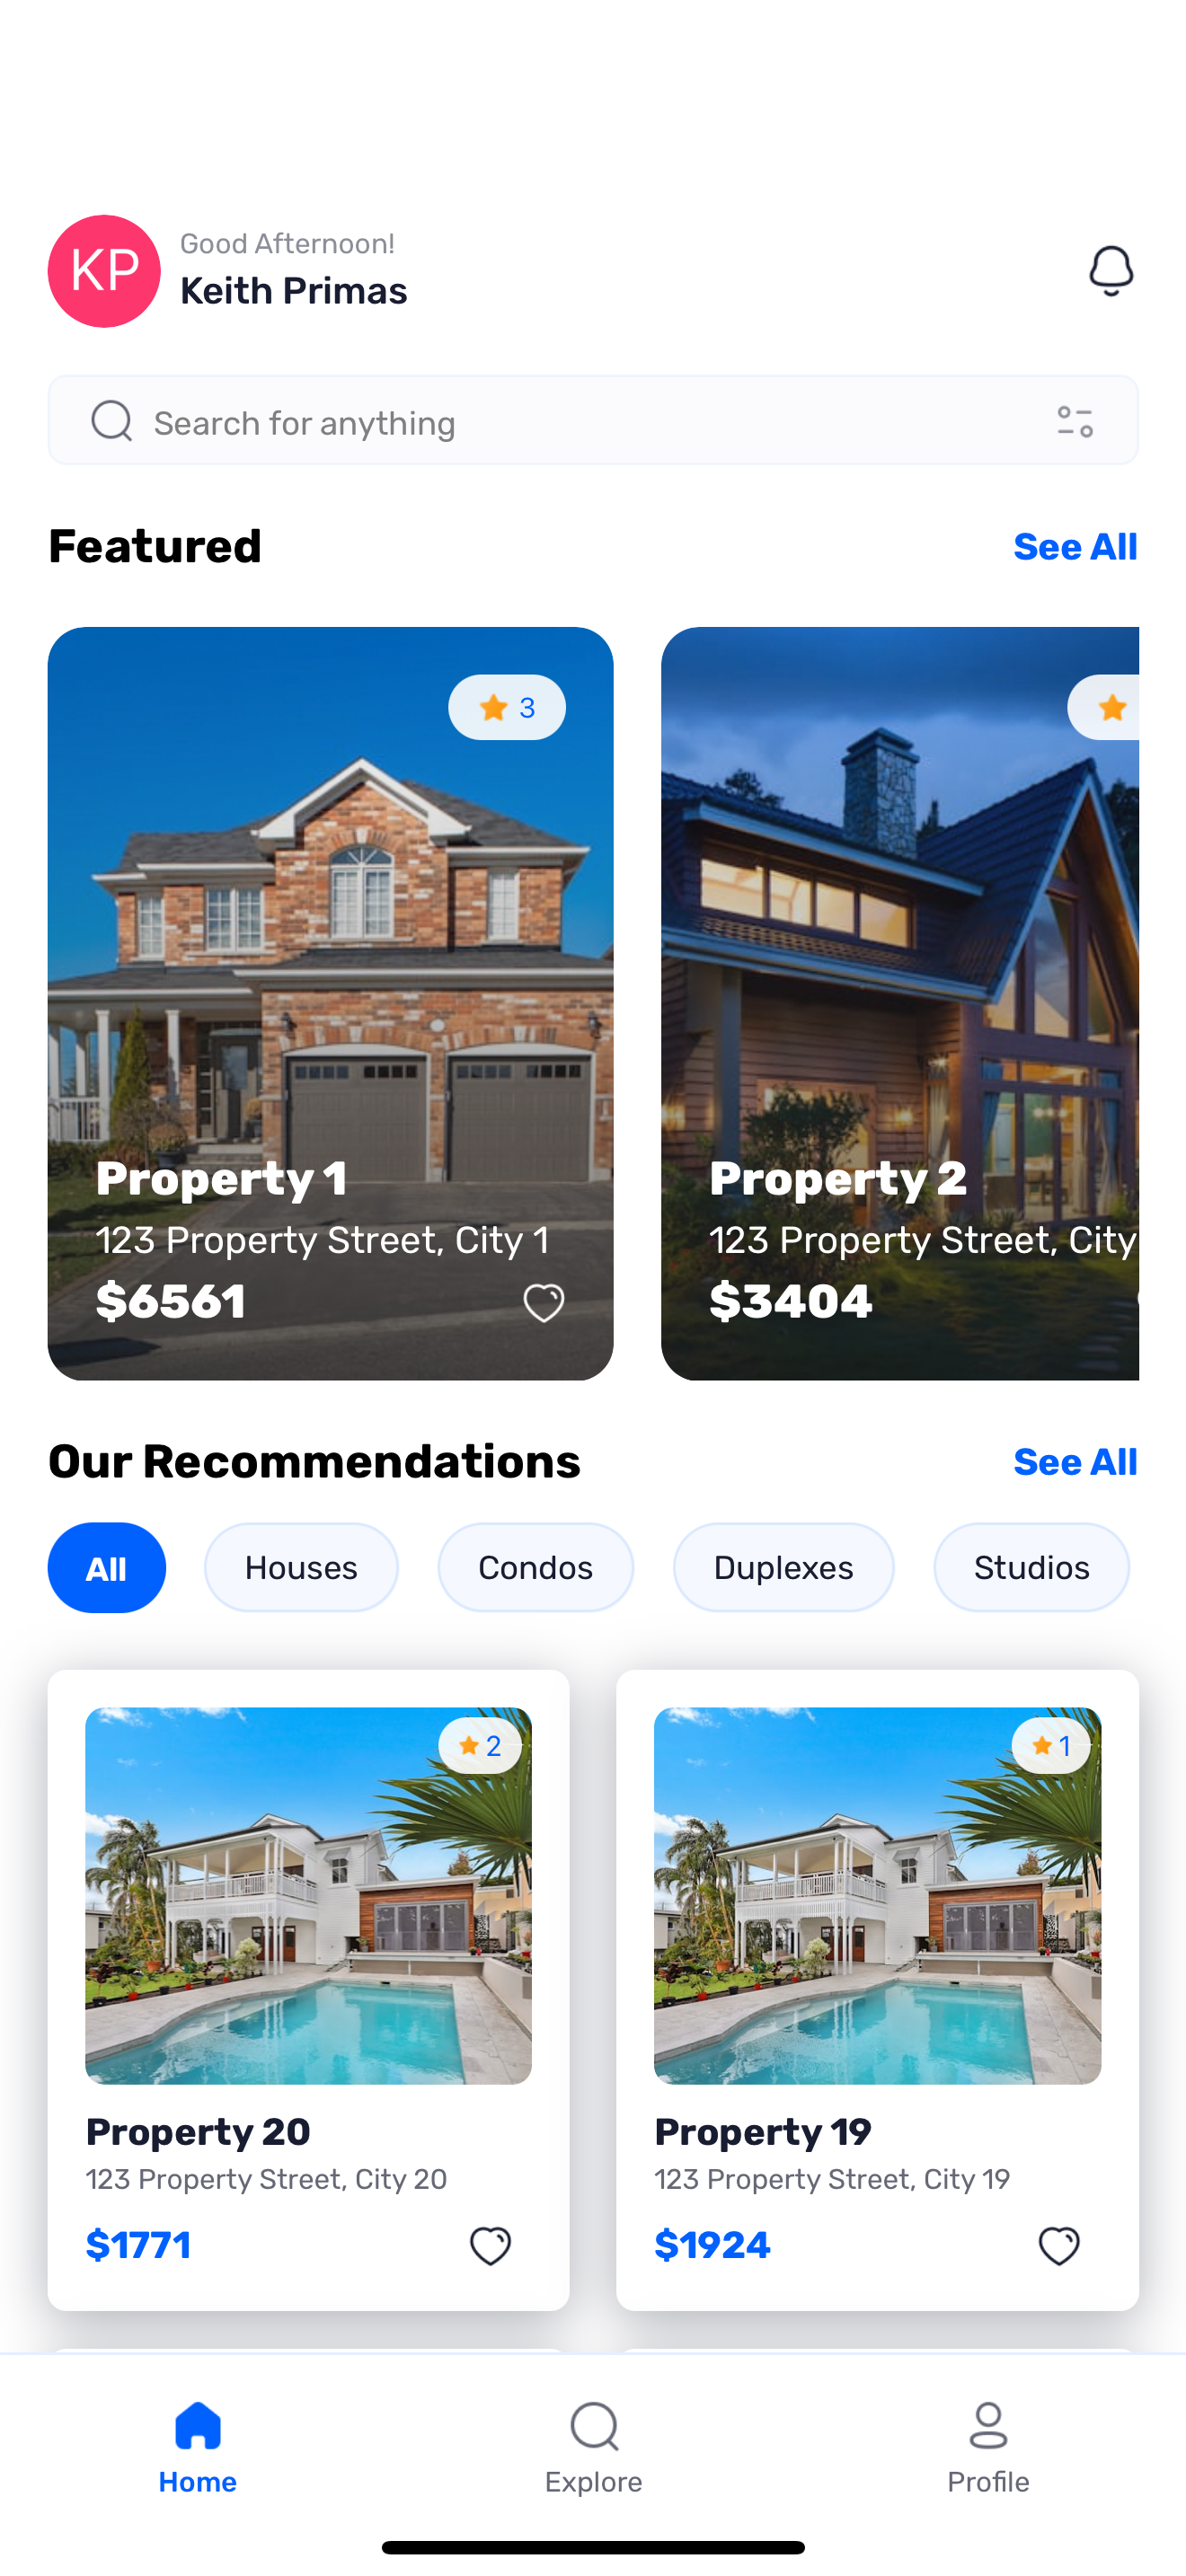 KP
Good Afternoon!
Keith Primas
Search for anything
Featured
See All
3
Property 1
123 Property Street, City 1
$6561
Property 2
123 Property Street, City
$3404
Our Recommendations
See All
All
Houses
Condos
Duplexes
Studios
2
Property 20
123 Property Street, City 20
$1771
1
Property 19
123 Property Street, City 19
$1924
Home
Explore
Profile